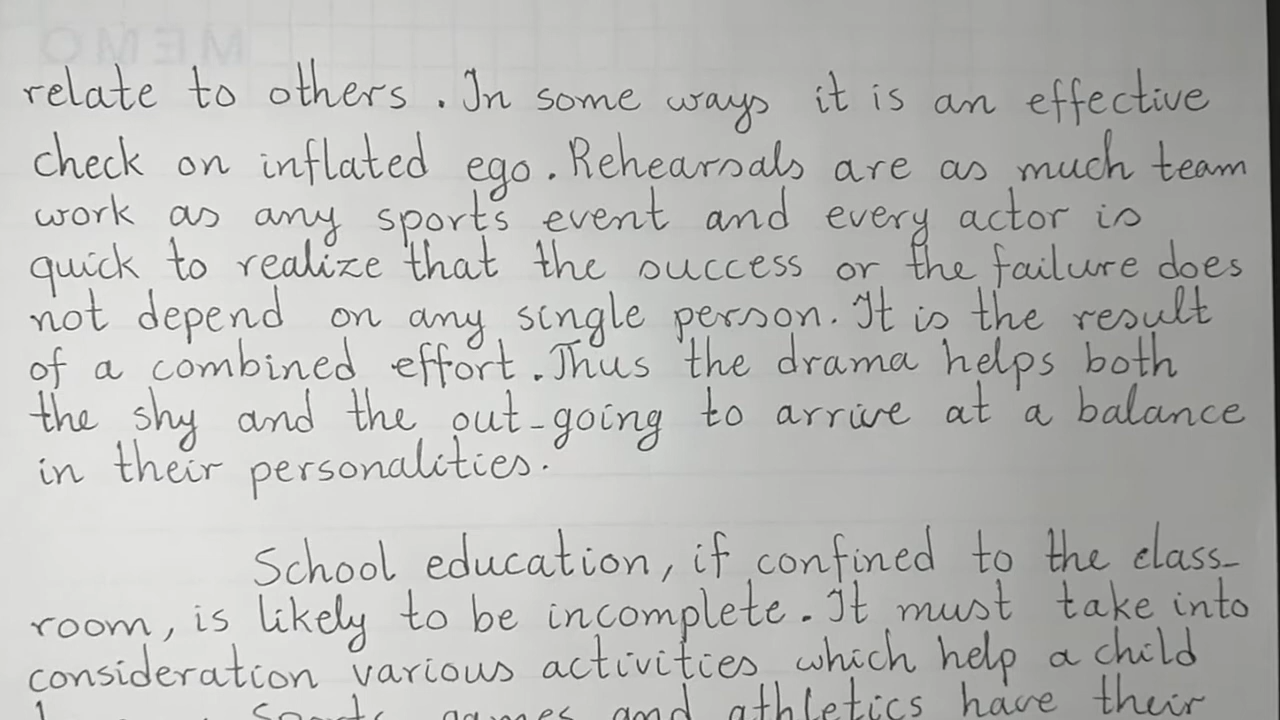 MEMO
relate to others. In some ways it is an effective
check on inflated ego. Rehearsals are as much team
work as any sports event and every actor is
quick to realize that the success or the failure does
not depend on any single person. It is the result
of a combined effort. Thus the drama helps both
the shy and the out-going to arrive at a balance
in their personalities.
School education, if confined to the class-
room, is likely to be incomplete. It must take into
consideration various activities which help a child
Sports games and athletics have their